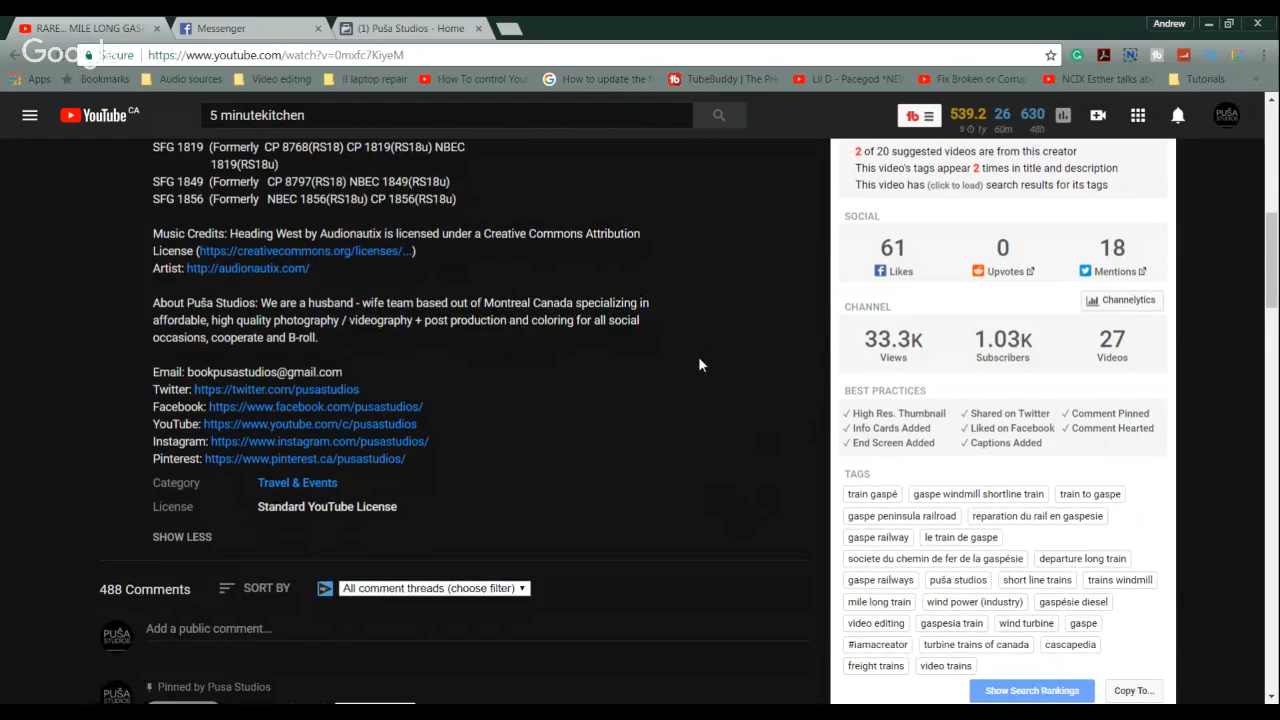 RARE... MILE LONG GAS
Messenger
(1) Puša Studios - Home
Andrew
Google
Secure
https://www.youtube.com/watch?v=0mxfc7KiyeM
Apps
Bookmarks
Audio sources
Video editing
!! laptop repair
How To control You
How to update the fa
TubeBuddy | The Pre
Lil D - Pacegod *NEV
Fix Broken or Corrup
NCIX Esther talks abo
Tutorials
YouTube CA
5 minutekitchen
539.2 26 630
1y 60m 48h
SFG 1819 (Formerly CP 8768(RS18) CP 1819(RS18u) NBEC
1819(RS18u)
SFG 1849 (Formerly CP 8797(RS18) NBEC 1849(RS18u)
SFG 1856 (Formerly NBEC 1856(RS18u) CP 1856(RS18u)
Music Credits: Heading West by Audionautix is licensed under a Creative Commons Attribution
License (https://creativecommons.org/licenses/...)
Artist: http://audionautix.com/
About Puša Studios: We are a husband - wife team based out of Montreal Canada specializing in
affordable, high quality photography / videography + post production and coloring for all social
occasions, cooperate and B-roll.
Email: bookpusastudios@gmail.com
Twitter: https://twitter.com/pusastudios
Facebook: https://www.facebook.com/pusastudios/
YouTube: https://www.youtube.com/c/pusastudios
Instagram: https://www.instagram.com/pusastudios/
Pinterest: https://www.pinterest.ca/pusastudios/
Category Travel & Events
License Standard YouTube License
SHOW LESS
488 Comments SORT BY All comment threads (choose filter)
PUŠA STUDIOS
Add a public comment...
PUŠA STUDIOS
Pinned by Pusa Studios
2 of 20 suggested videos are from this creator
This video's tags appear 2 times in title and description
This video has (click to load) search results for its tags
SOCIAL
61 0 18
Likes Upvotes Mentions
CHANNEL Channelytics
33.3K 1.03K 27
Views Subscribers Videos
BEST PRACTICES
✓ High Res. Thumbnail ✓ Shared on Twitter ✓ Comment Pinned
✓ Info Cards Added ✓ Liked on Facebook ✓ Comment Hearted
✓ End Screen Added ✓ Captions Added
TAGS
train gaspé gaspe windmill shortline train train to gaspe
gaspe peninsula railroad reparation du rail en gaspesie
gaspe railway le train de gaspe
societe du chemin de fer de la gaspésie departure long train
gaspe railways puša studios short line trains trains windmill
mile long train wind power (industry) gaspésie diesel
video editing gaspesia train wind turbine gaspe
#iamacreator turbine trains of canada cascapedia
freight trains video trains
Show Search Rankings Copy To...